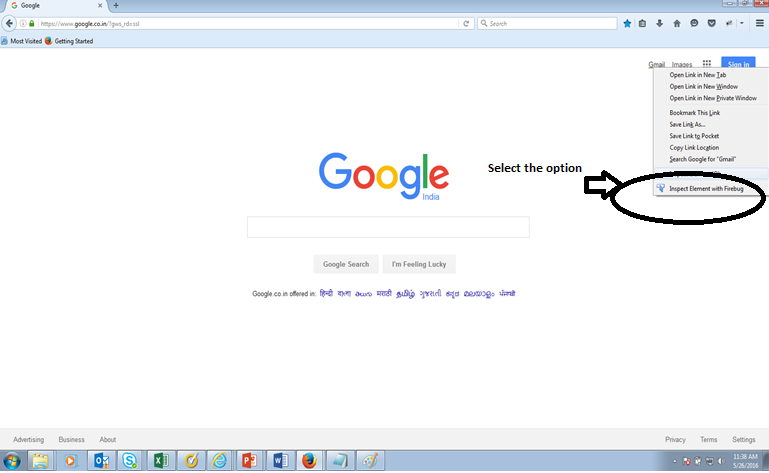 Google
https://www.google.co.in/?gws_rd=ssl
Search
Most Visited Getting Started
Gmail Images Sign in
Open Link in New Tab
Open Link in New Window
Open Link in New Private Window
Bookmark This Link
Save Link As...
Save Link to Pocket
Copy Link Location
Search Google for "Gmail"
Inspect Element with Firebug
Select the option
Google
India
Google Search I'm Feeling Lucky
Google.co.in offered in: हिन्दी বাংলা తెలుగు मराठी தமிழ் ગુજરાતી ಕನ್ನಡ മലയാളം ਪੰਜਾਬੀ
Advertising Business About Privacy Terms Settings
11:38 AM
5/26/2016